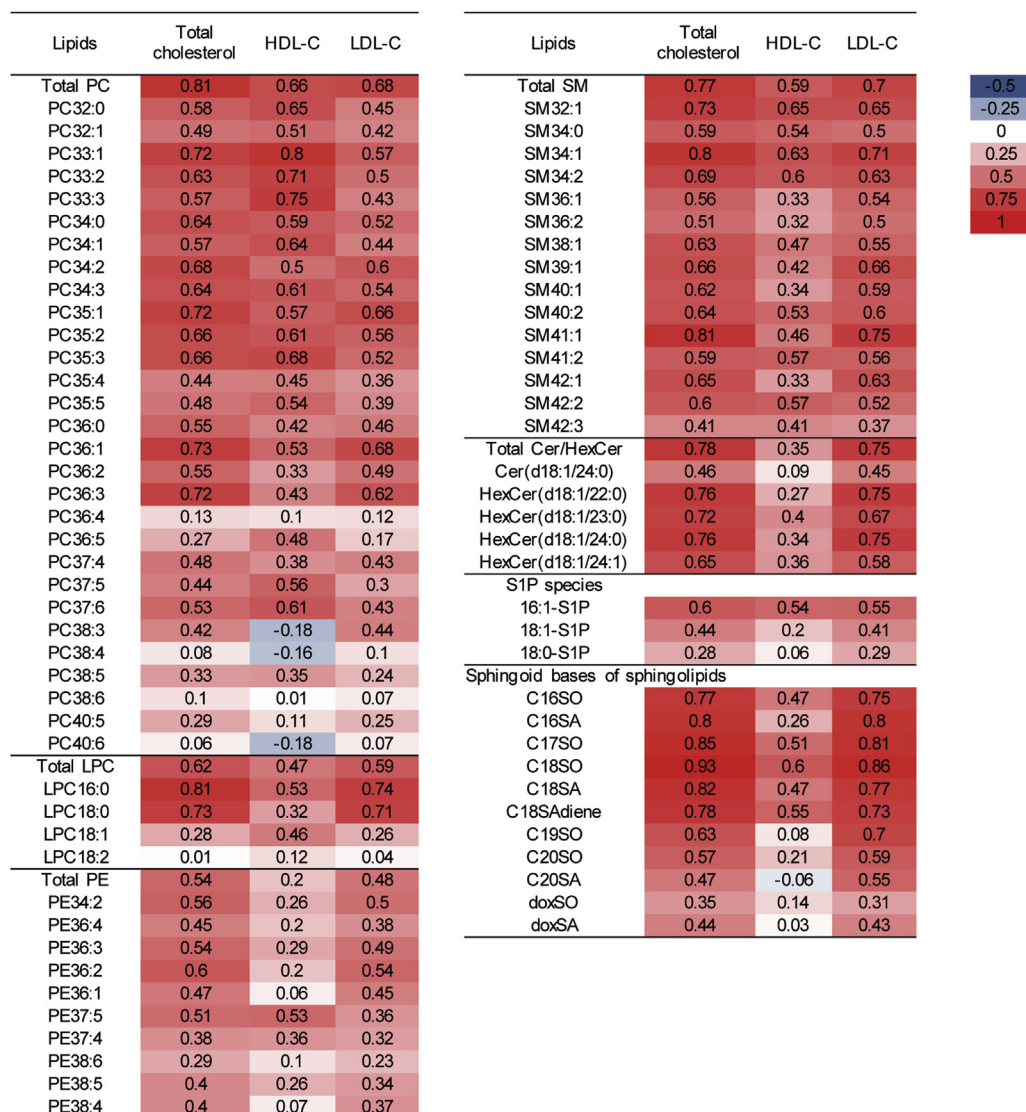 Lipids Total cholesterol HDL-C LDL-C
Total PC 0.81 0.66 0.68
PC32:0 0.58 0.65 0.45
PC32:1 0.49 0.51 0.42
PC33:1 0.72 0.8 0.57
PC33:2 0.63 0.71 0.5
PC33:3 0.57 0.75 0.43
PC34:0 0.64 0.59 0.52
PC34:1 0.57 0.64 0.44
PC34:2 0.68 0.5 0.6
PC34:3 0.64 0.61 0.54
PC35:1 0.72 0.57 0.66
PC35:2 0.66 0.61 0.56
PC35:3 0.66 0.68 0.52
PC35:4 0.44 0.45 0.36
PC35:5 0.48 0.54 0.39
PC36:0 0.55 0.42 0.46
PC36:1 0.73 0.53 0.68
PC36:2 0.55 0.33 0.49
PC36:3 0.72 0.43 0.62
PC36:4 0.13 0.1 0.12
PC36:5 0.27 0.48 0.17
PC37:4 0.48 0.38 0.43
PC37:5 0.44 0.56 0.3
PC37:6 0.53 0.61 0.43
PC38:3 0.42 -0.18 0.44
PC38:4 0.08 -0.16 0.1
PC38:5 0.33 0.35 0.24
PC38:6 0.1 0.01 0.07
PC40:5 0.29 0.11 0.25
PC40:6 0.06 -0.18 0.07
Total LPC 0.62 0.47 0.59
LPC16:0 0.81 0.53 0.74
LPC18:0 0.73 0.32 0.71
LPC18:1 0.28 0.46 0.26
LPC18:2 0.01 0.12 0.04
Total PE 0.54 0.2 0.48
PE34:2 0.56 0.26 0.5
PE36:4 0.45 0.2 0.38
PE36:3 0.54 0.29 0.49
PE36:2 0.6 0.2 0.54
PE36:1 0.47 0.06 0.45
PE37:5 0.51 0.53 0.36
PE37:4 0.38 0.36 0.32
PE38:6 0.29 0.1 0.23
PE38:5 0.4 0.26 0.34
PE38:4 0.4 0.07 0.37
Lipids Total cholesterol HDL-C LDL-C
Total SM 0.77 0.59 0.7
SM32:1 0.73 0.65 0.65
SM34:0 0.59 0.54 0.5
SM34:1 0.8 0.63 0.71
SM34:2 0.69 0.6 0.63
SM36:1 0.56 0.33 0.54
SM36:2 0.51 0.32 0.5
SM38:1 0.63 0.47 0.55
SM39:1 0.66 0.42 0.66
SM40:1 0.62 0.34 0.59
SM40:2 0.64 0.53 0.6
SM41:1 0.81 0.46 0.75
SM41:2 0.59 0.57 0.56
SM42:1 0.65 0.33 0.63
SM42:2 0.6 0.57 0.52
SM42:3 0.41 0.41 0.37
Total Cer/HexCer 0.78 0.35 0.75
Cer(d18:1/24:0) 0.46 0.09 0.45
HexCer(d18:1/22:0) 0.76 0.27 0.75
HexCer(d18:1/23:0) 0.72 0.4 0.67
HexCer(d18:1/24:0) 0.76 0.34 0.75
HexCer(d18:1/24:1) 0.65 0.36 0.58
S1P species
16:1-S1P 0.6 0.54 0.55
18:1-S1P 0.44 0.2 0.41
18:0-S1P 0.28 0.06 0.29
Sphingoid bases of sphingolipids
C16SO 0.77 0.47 0.75
C16SA 0.8 0.26 0.8
C17SO 0.85 0.51 0.81
C18SO 0.93 0.6 0.86
C18SA 0.82 0.47 0.77
C18SAdiene 0.78 0.55 0.73
C19SO 0.63 0.08 0.7
C20SO 0.57 0.21 0.59
C20SA 0.47 -0.06 0.55
doxSO 0.35 0.14 0.31
doxSA 0.44 0.03 0.43
-0.5
-0.25
0
0.25
0.5
0.75
1